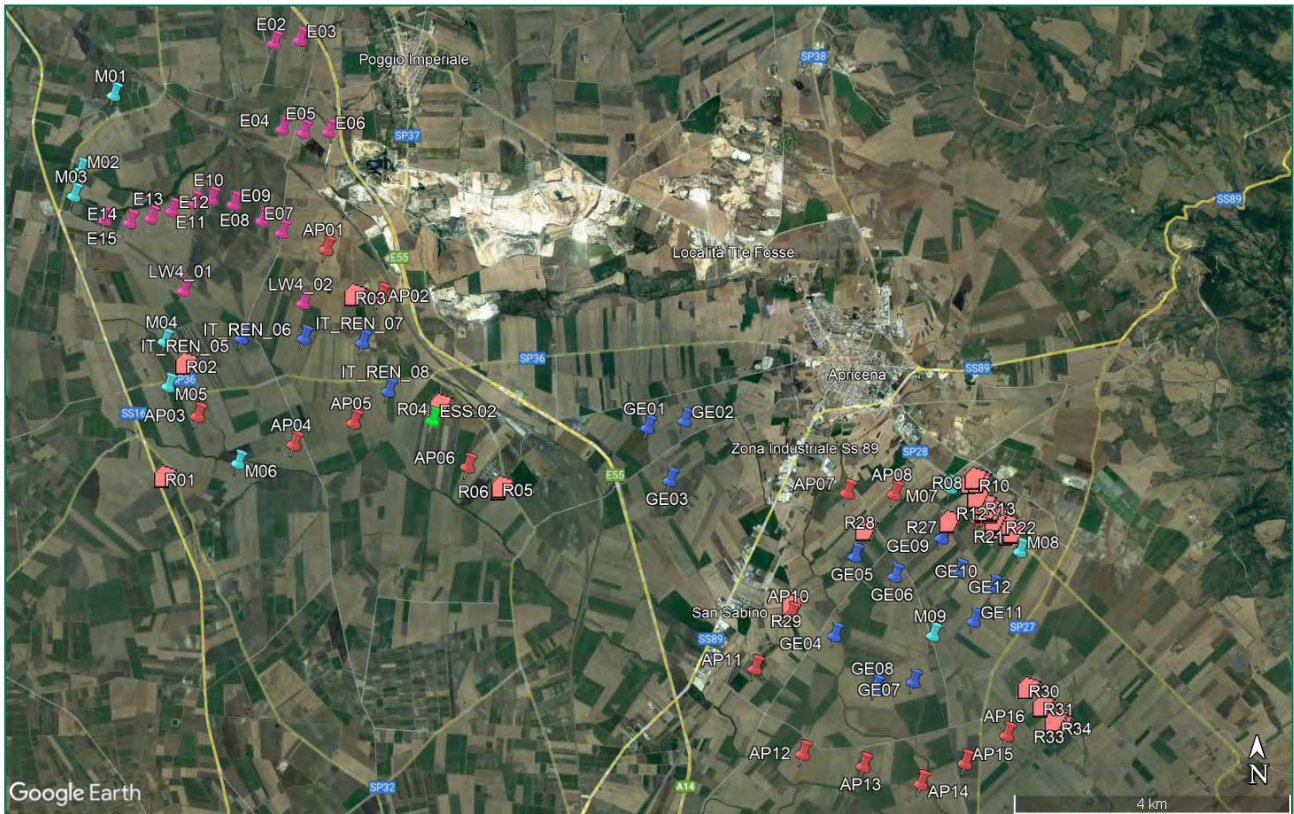 E02
E03
Poggio Imperiale
SP38
M01
E04
E05
E06
SP37
M02
M03
E10
E13
E12
E09
E14
E11
E08
E07
E15
AP01
SS89
Località Tre Fosse
E55
LW4_01
LW4_02
R03
AP02
M04
IT_REN_06
IT_REN_07
IT_REN_05
R02
SP36
SP36
IT_REN_08
M05
SS89
Apricena
SS16
AP03
AP05
R04
ESS.02
GE01
GE02
AP04
Zona Industriale Ss 89
SP28
M06
AP06
E55
R01
R06
R05
GE03
AP07
AP08
M07
R08
R10
R28
R27
R12
R13
R21
R22
GE09
M08
GE05
GE06
GE10
GE12
AP10
San Sabino
R29
GE04
M09
GE11
SP27
SS89
AP11
GE08
GE07
R30
R31
R34
R33
AP16
AP12
AP13
AP15
AP14
SP32
A14
N
Google Earth
4 km